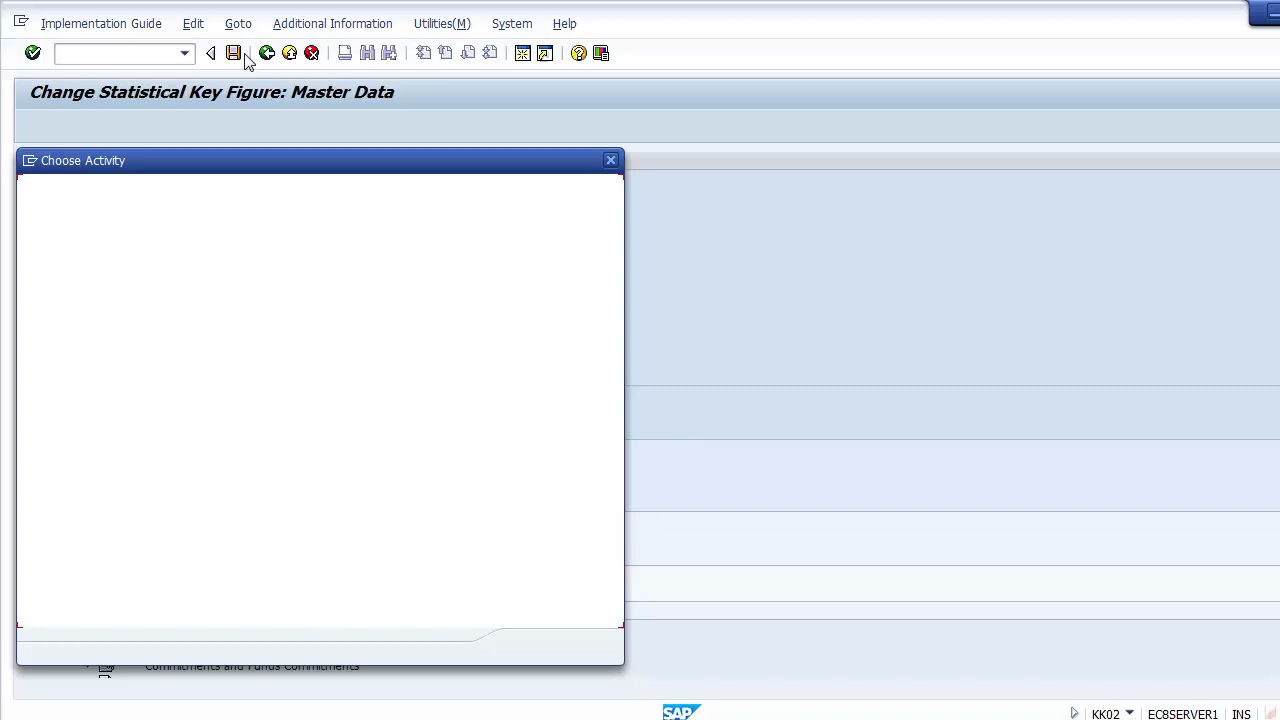 Implementation Guide Edit Goto Additional Information Utilities(M) System Help
Change Statistical Key Figure: Master Data
Choose Activity
Commitments and Funds Commitments
SAP KO2 EC8SERVER1 INS